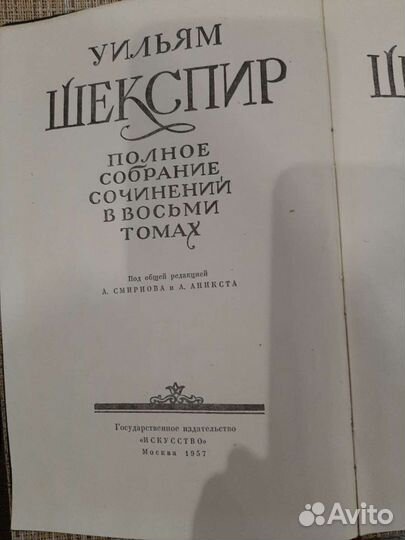 УИЛЬЯМ
ШЕКСПИР
ПОЛНОЕ
СОБРАНИЕ
СОЧИНЕНИЙ
В ВОСЬМИ
ТОМАХ
Под общей редакцией
А. СМИРНОВА и А. АНИКСТА
Государственное издательство
«ИСКУССТВО»
Москва 1957
Avito